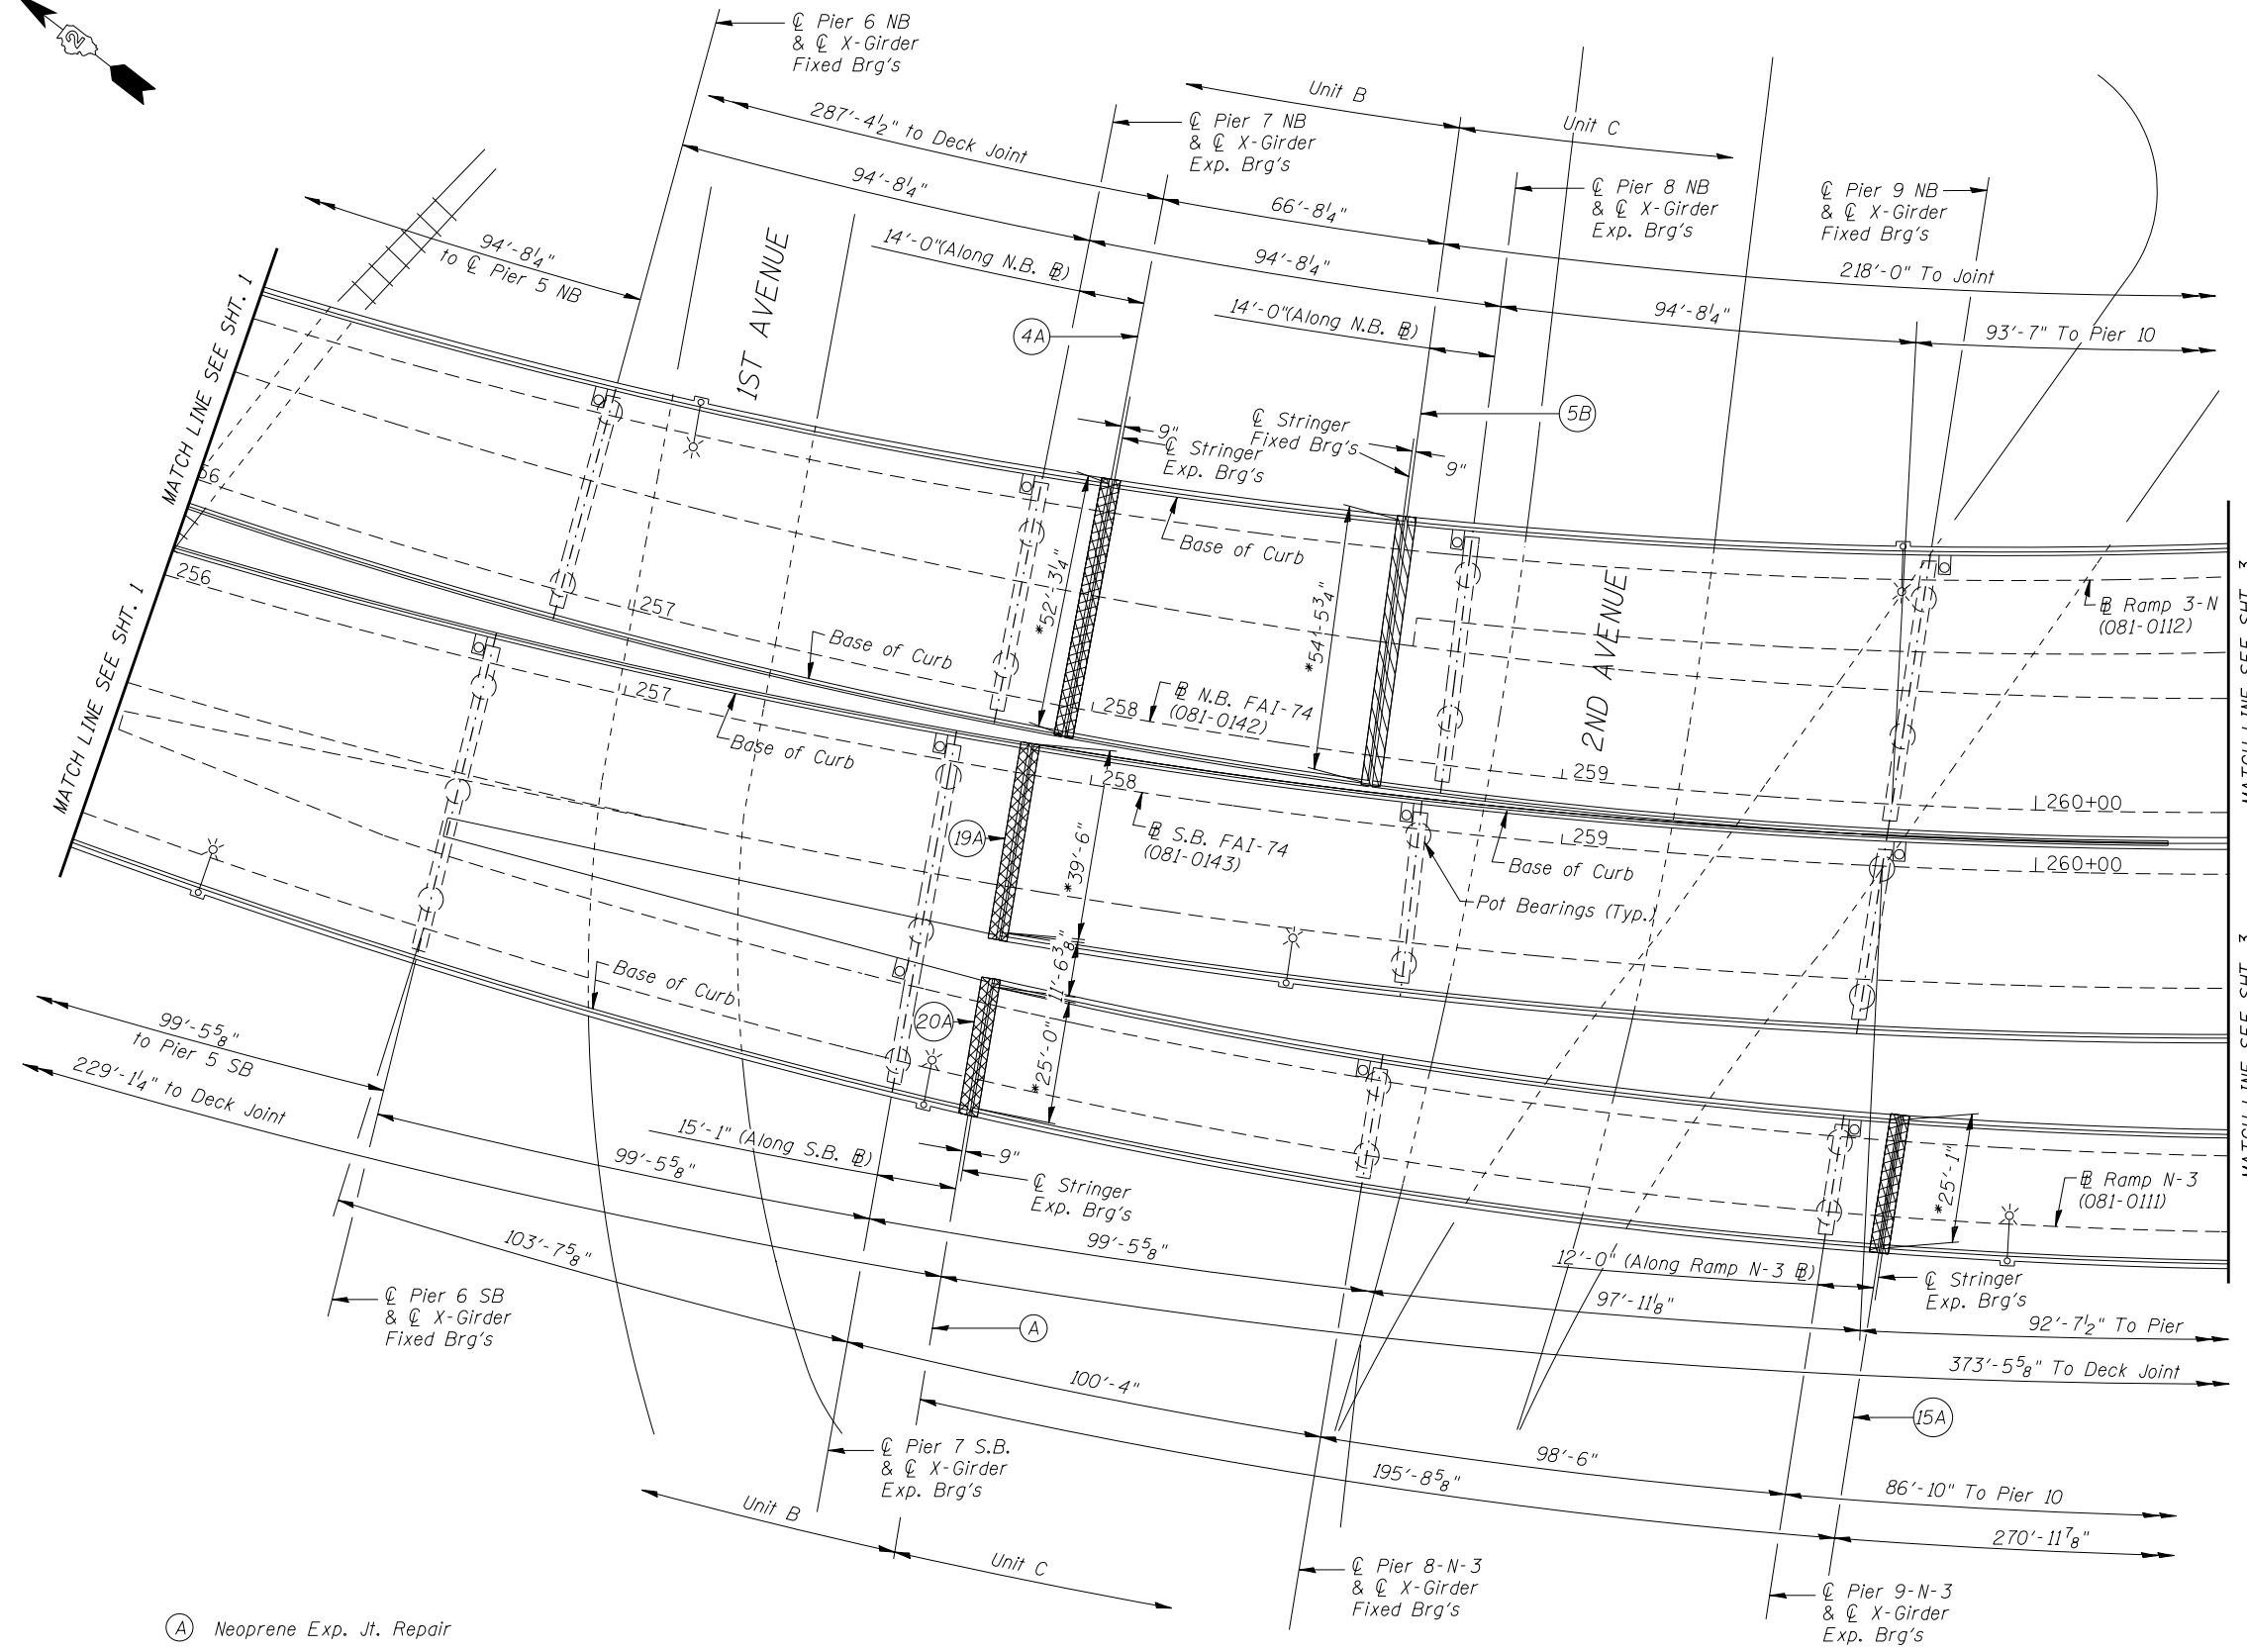 2
℄ Pier 6 NB
& ℄ X-Girder
Fixed Brg's
287'-4½" to Deck Joint
94'-8¼"
℄ Pier 7 NB
& ℄ X-Girder
Exp. Brg's
Unit B
Unit C
℄ Pier 8 NB
& ℄ X-Girder
Exp. Brg's
℄ Pier 9 NB
& ℄ X-Girder
Fixed Brg's
94'-8¼"
to ℄ Pier 5 NB
1ST AVENUE
14'-0"(Along N.B. ⅊)
66'-8¼"
94'-8¼"
14'-0"(Along N.B. ⅊)
218'-0" To Joint
94'-8¼"
93'-7" To Pier 10
4A
5B
9"
℄ Stringer
Exp. Brg's
℄ Stringer
Fixed Brg's
9"
MATCH LINE SEE SHT. 1
56
Base of Curb
*52'-3¼"
*54'-5¾"
2ND AVENUE
⅊ Ramp 3-N
(081-0112)
MATCH LINE SEE SHT. 3
256
257
Base of Curb
258
⅊ N.B. FAI-74
(081-0142)
259
260+00
MATCH LINE SEE SHT. 1
257
Base of Curb
258
19A
*39'-6"
⅊ S.B. FAI-74
(081-0143)
259
Base of Curb
260+00
Pot Bearings (Typ.)
11'-6⅜"
Base of Curb
20A
*25'-0"
MATCH LINE SEE SHT. 3
99'-5⅝"
to Pier 5 SB
229'-1¼" to Deck Joint
15'-1" (Along S.B. ⅊)
99'-5⅝"
9"
℄ Stringer
Exp. Brg's
*25'-1"
⅊ Ramp N-3
(081-0111)
103'-7⅝"
99'-5⅝"
12'-0" (Along Ramp N-3 ⅊)
℄ Stringer
Exp. Brg's
97'-11⅛"
92'-7½" To Pier
℄ Pier 6 SB
& ℄ X-Girder
Fixed Brg's
A
373'-5⅝" To Deck Joint
100'-4"
15A
℄ Pier 7 S.B.
& ℄ X-Girder
Exp. Brg's
98'-6"
195'-8⅝"
86'-10" To Pier 10
270'-11⅞"
Unit B
Unit C
℄ Pier 8-N-3
& ℄ X-Girder
Fixed Brg's
℄ Pier 9-N-3
& ℄ X-Girder
Exp. Brg's
A Neoprene Exp. Jt. Repair